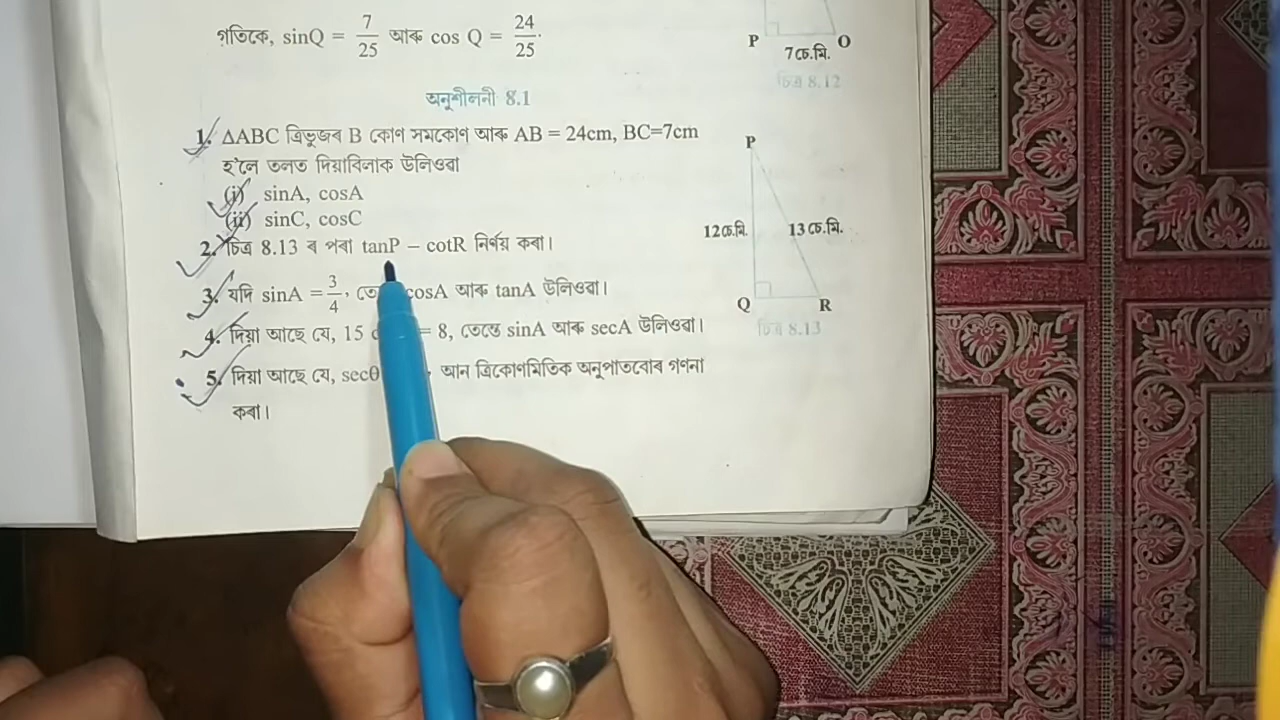 গতিকে, sinQ = 7/25 আৰু cos Q = 24/25.
P
O
7 চে.মি.
চিত্ৰ 8.12
অনুশীলনী 8.1
1. ΔABC ত্ৰিভুজৰ B কোণ সমকোণ আৰু AB = 24cm, BC=7cm
হ'লে তলত দিয়াবিলাক উলিওৱা
(i) sinA, cosA
(ii) sinC, cosC
2. চিত্ৰ 8.13 ৰ পৰা tanP – cotR নিৰ্ণয় কৰা।
3. যদি sinA = 3/4, cosA আৰু tanA উলিওৱা।
4. দিয়া আছে যে, 15 = 8, তেন্তে sinA আৰু secA উলিওৱা।
5. দিয়া আছে যে, secθ , আন ত্ৰিকোণমিতিক অনুপাতবোৰ গণনা
কৰা।
P
12 চে.মি.
13 চে.মি.
Q
R
চিত্ৰ 8.13